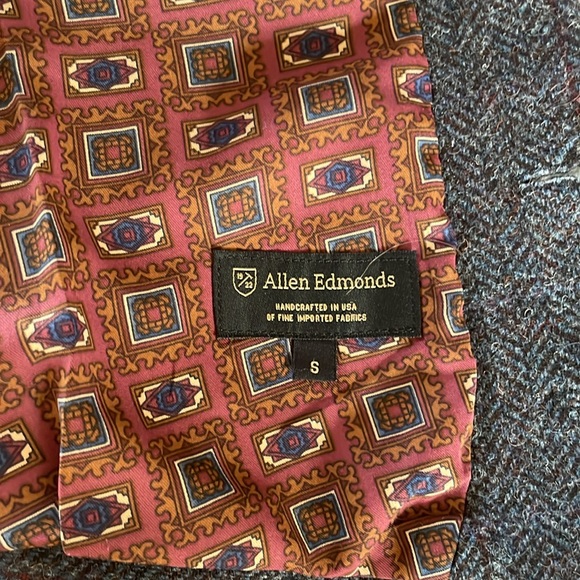 19 22 Allen Edmonds
HANDCRAFTED IN USA
OF FINE IMPORTED FABRICS
S